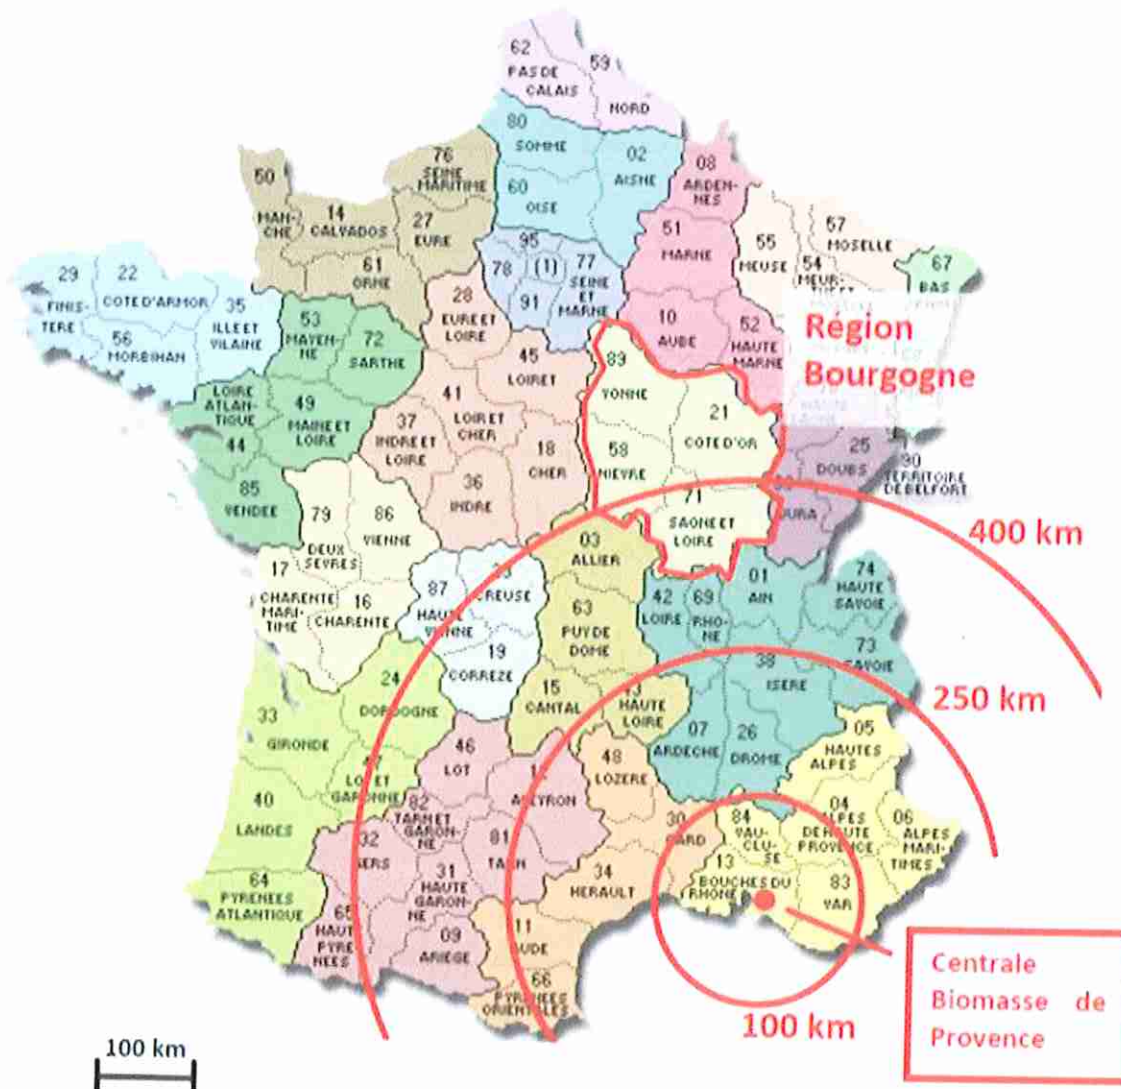 62
PAS DE
CALAIS
59
NORD
80
SOMME
02
AISNE
60
OISE
76
SEINE
MARITIME
27
EURE
50
MAN-
CHE
14
CALVADOS
61
ORNE
08
ARDEN-
NES
51
MARNE
10
AUBE
52
HAUTE
MARNE
55
MEUSE
57
MOSELLE
54
MEUR-
67
BAS
95
78
(1)
77
SEINE
ET
MARNE
91
29
FINIS-
TERE
22
COTE D'ARMOR
56
MORBIHAN
35
ILLE ET
VILAINE
53
MAYEN-
NE
72
SARTHE
LOIRE
ATLAN-
TIQUE
44
49
MAINE ET
LOIRE
85
VENDEE
28
EURE ET
LOIRE
45
LOIRET
41
LOIR ET
CHER
37
INDRE ET
LOIRE
18
CHER
36
INDRE
Région
Bourgogne
89
YONNE
21
COTE D'OR
58
NIEVRE
71
SAONE ET
LOIRE
25
DOUBS
90
TERRITOIRE
DE BELFORT
JURA
79
DEUX
SEVRES
86
VIENNE
17
CHARENTE
MARI-
TIME
16
CHARENTE
87
HAUTE
VIENNE
CREUSE
19
CORREZE
03
ALLIER
63
PUY DE
DOME
15
CANTAL
43
HAUTE
LOIRE
42
LOIRE
69
RHO-
NE
01
AIN
74
HAUTE
SAVOIE
73
SAVOIE
38
ISERE
07
ARDECHE
26
DROME
400 km
250 km
24
DORDOGNE
33
GIRONDE
47
LOT ET
GARONNE
40
LANDES
64
PYRENEES
ATLANTIQUE
46
LOT
12
AVEYRON
82
TARN ET
GARON-
NE
32
GERS
81
TARN
31
HAUTE
GARON-
NE
65
HAUT
PYRE
NEES
09
ARIEGE
48
LOZERE
30
GARD
34
HERAULT
11
AUDE
66
PYRENEES
ORIENTALES
05
HAUTES
ALPES
04
ALPES
DE HAUTE
PROVENCE
06
ALPES
MARI-
TIMES
84
VAU-
CLU-
SE
13
BOUCHES DU
RHONE
83
VAR
100 km
Centrale
Biomasse de
Provence
100 km